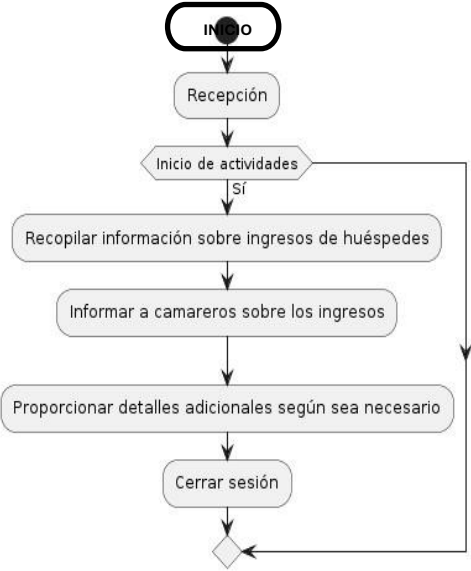 INICIO
Recepción
Inicio de actividades
Sí
Recopilar información sobre ingresos de huéspedes
Informar a camareros sobre los ingresos
Proporcionar detalles adicionales según sea necesario
Cerrar sesión